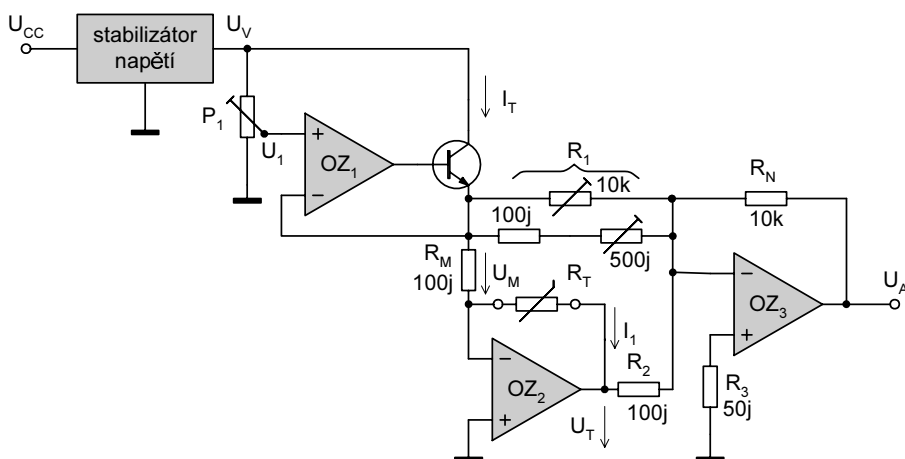 U_CC
stabilizátor
napětí
U_V
P_1
U_1
+
OZ_1
−
I_T
R_1
10k
R_N
10k
100j
500j
R_M
100j
U_M
R_T
I_1
−
OZ_2
+
R_2
100j
U_T
−
OZ_3
+
R_3
50j
U_A